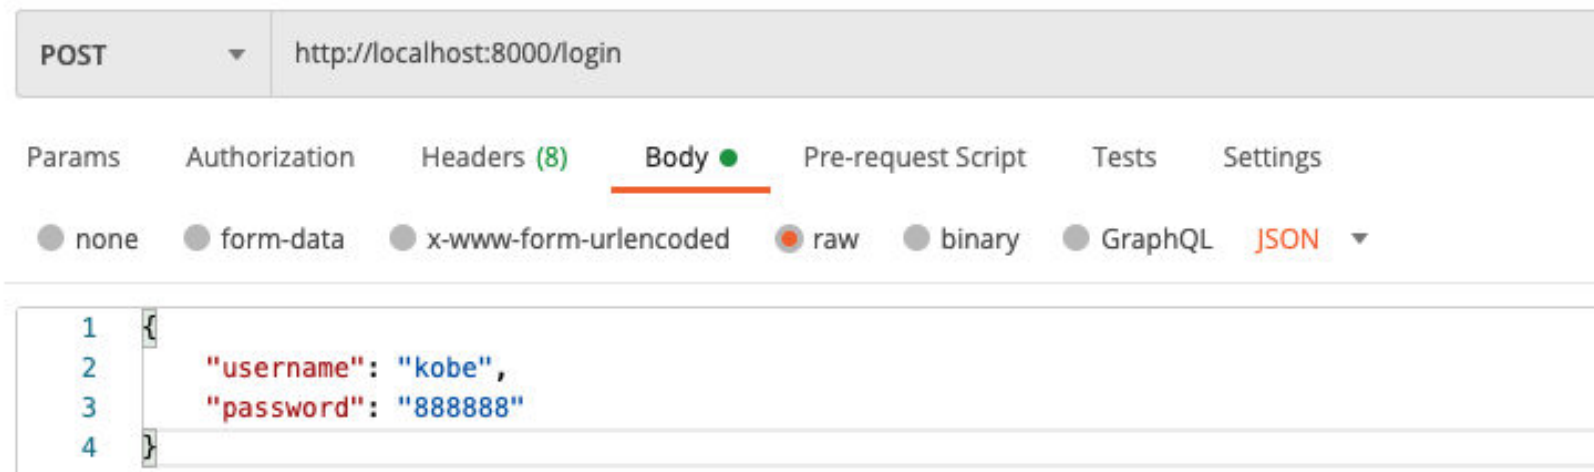 POST http://localhost:8000/login
Params Authorization Headers (8) Body Pre-request Script Tests Settings
none form-data x-www-form-urlencoded raw binary GraphQL JSON
1 {
2 "username": "kobe",
3 "password": "888888"
4 }